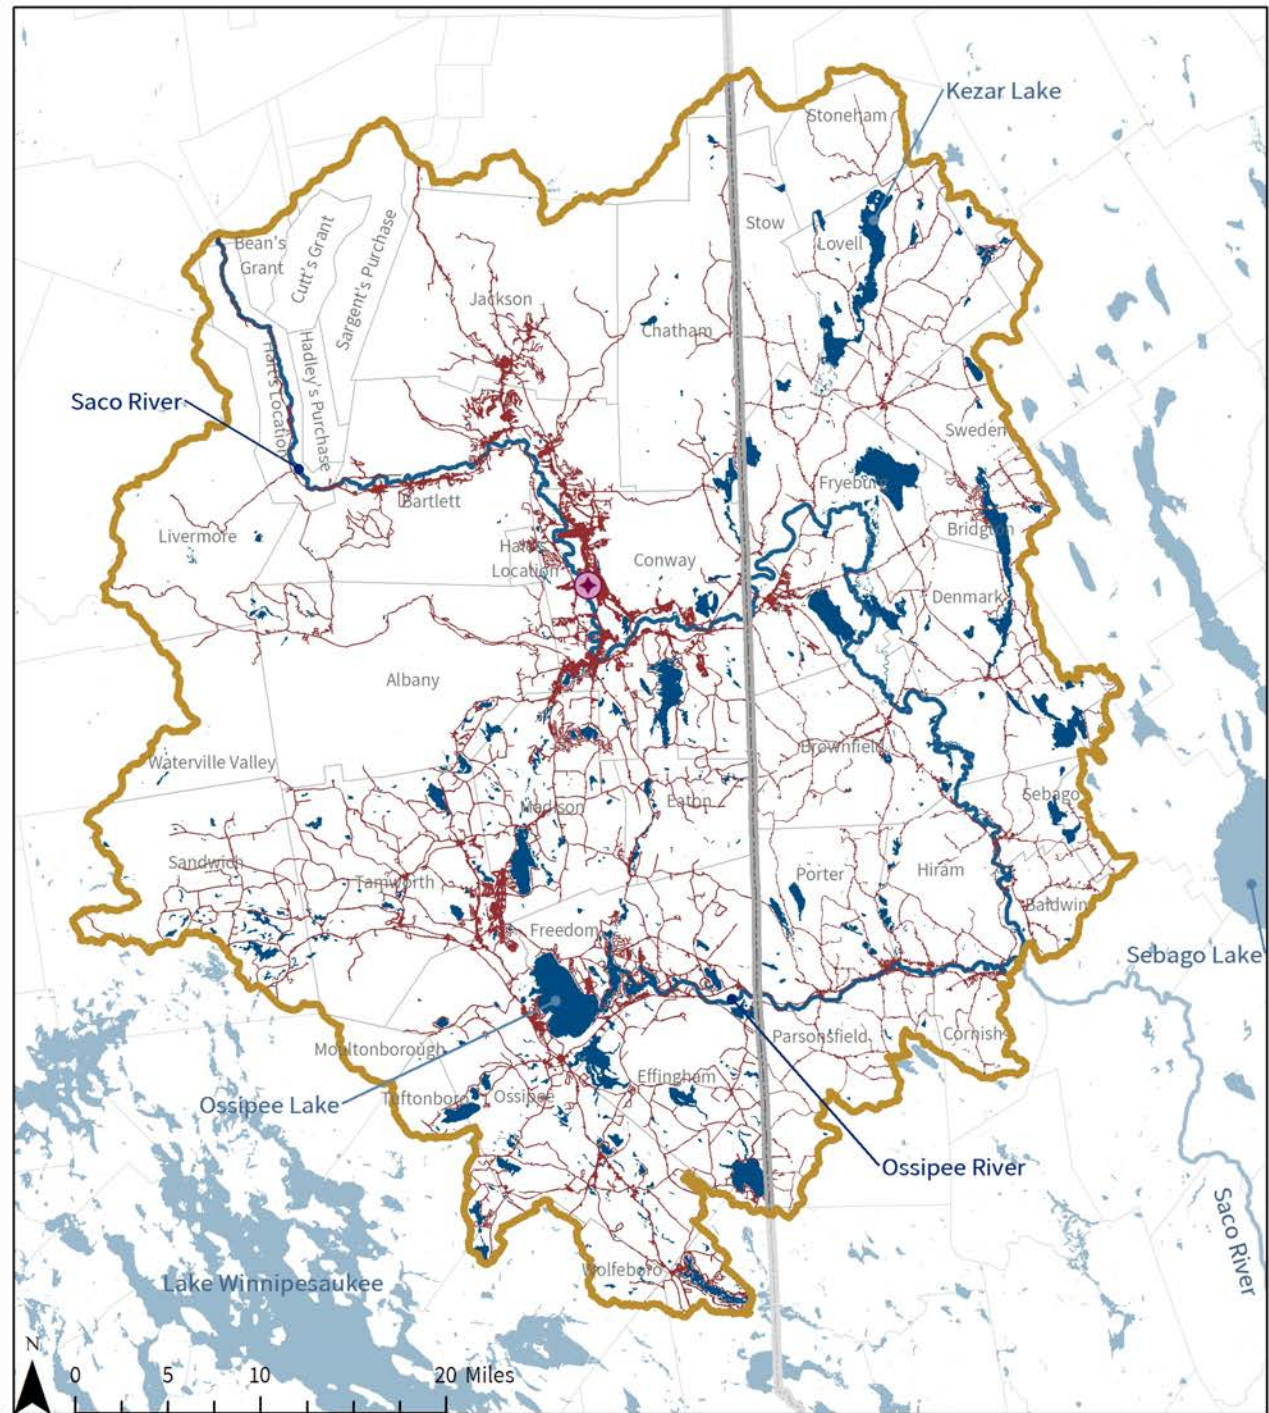 Kezar Lake
Stoneham
Stow
Lovell
Bean's
Grant
Cutt's Grant
Sargent's Purchase
Jackson
Chatham
Hadley's Purchase
Hart's Location
Saco River
Sweden
Fryeburg
Bartlett
Bridgton
Livermore
Hale's
Location
Conway
Denmark
Albany
Brownfield
Waterville Valley
Madison
Eaton
Sebago
Sandwich
Tamworth
Porter
Hiram
Baldwin
Freedom
Sebago Lake
Parsonsfield
Cornish
Moultonborough
Effingham
Ossipee Lake
Tuftonboro
Ossipee
Ossipee River
Saco River
Wolfeboro
Lake Winnipesaukee
N
0 5 10 20 Miles